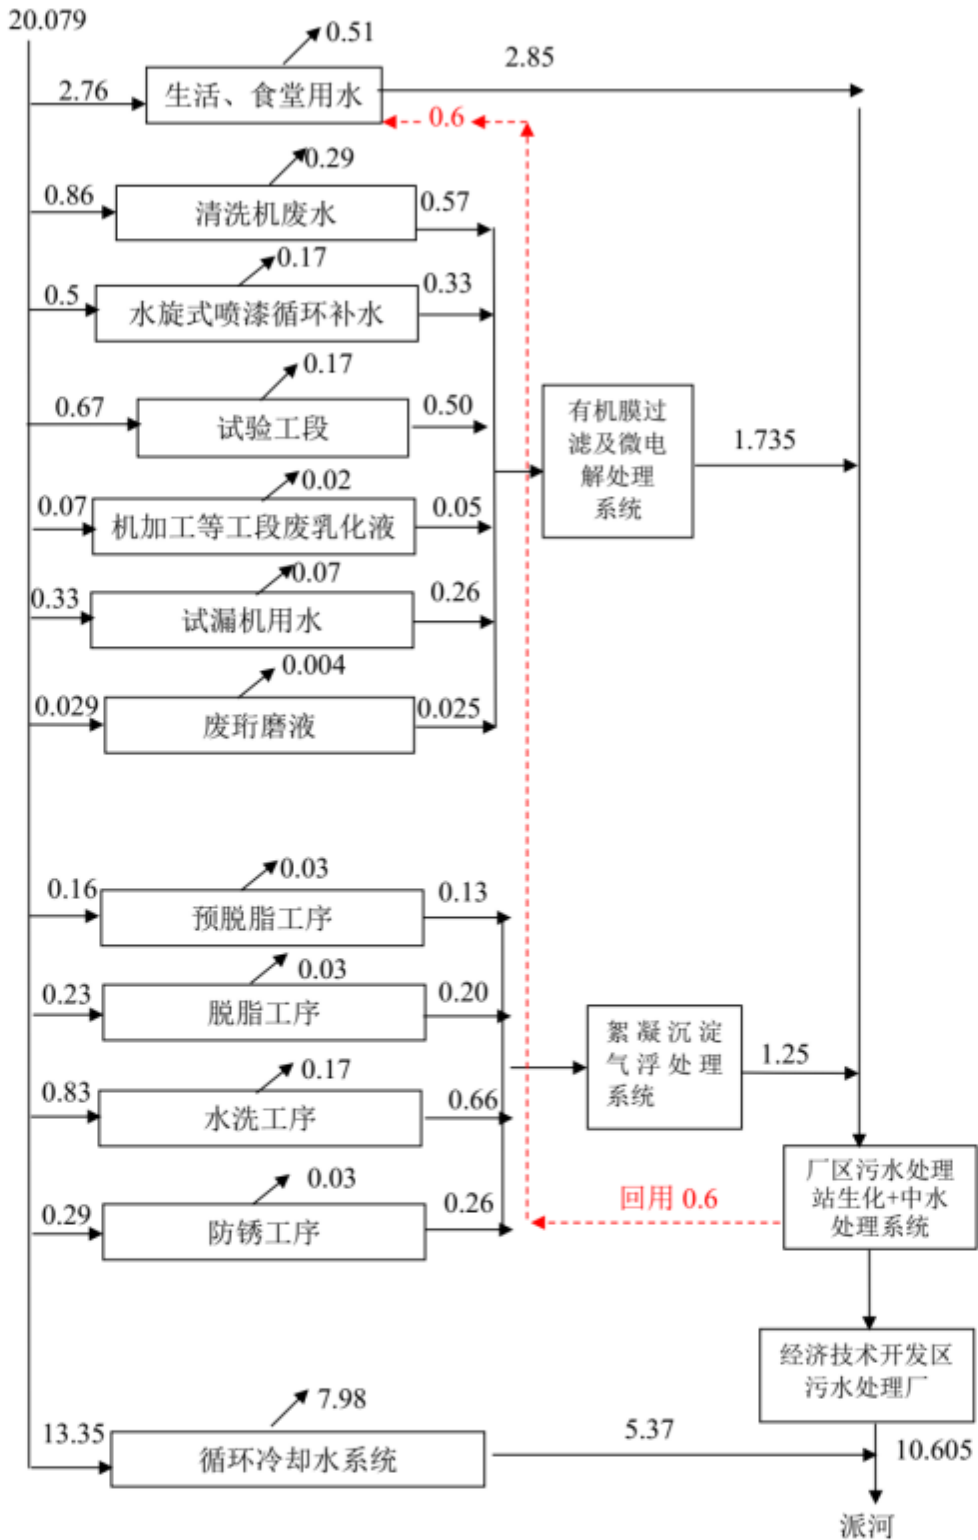 20.079
0.51
2.85
2.76
生活、食堂用水
0.6
0.29
0.86
清洗机废水
0.57
0.17
0.5
水旋式喷漆循环补水
0.33
0.17
0.67
试验工段
0.50
有机膜过
滤及微电
解处理
系统
1.735
0.02
0.07
机加工等工段废乳化液
0.05
0.07
0.33
试漏机用水
0.26
0.004
0.029
废珩磨液
0.025
0.03
0.16
预脱脂工序
0.13
0.03
0.23
脱脂工序
0.20
絮凝沉淀
气浮处理
系统
1.25
0.17
0.83
水洗工序
0.66
0.03
0.29
防锈工序
0.26
回用 0.6
厂区污水处理
站生化+中水
处理系统
经济技术开发区
污水处理厂
7.98
13.35
循环冷却水系统
5.37
10.605
派河